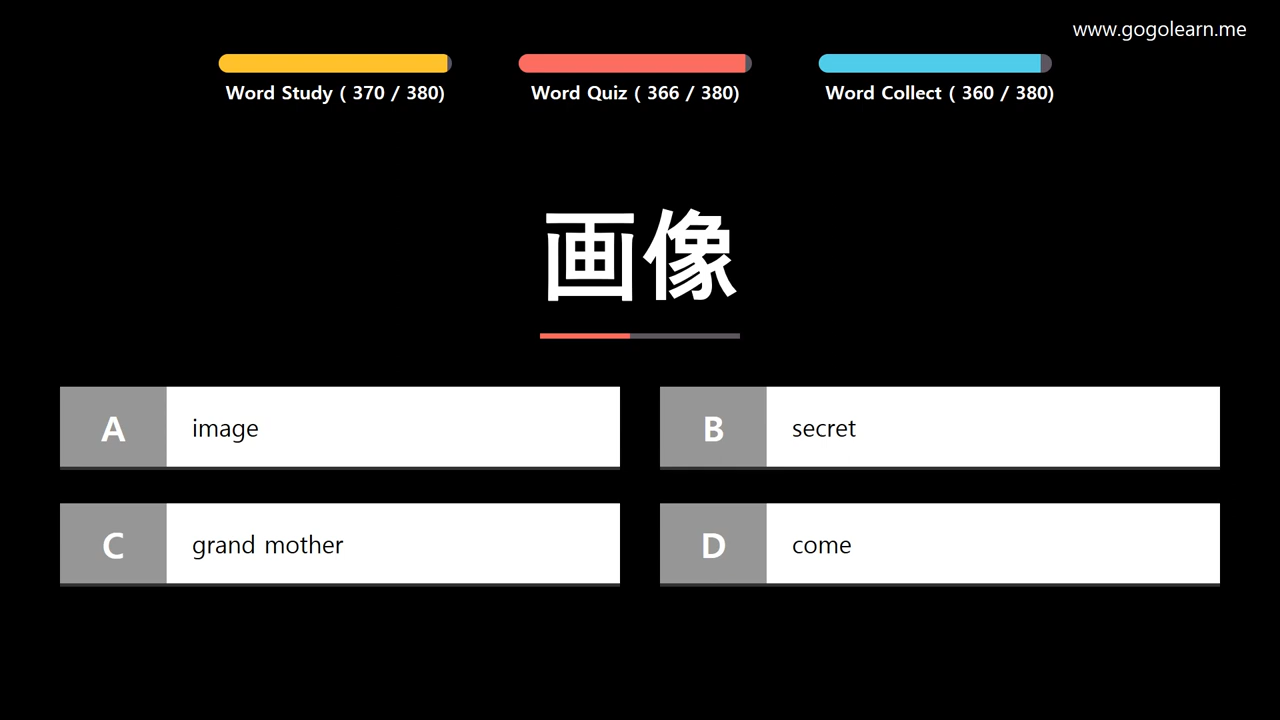 www.gogolearn.me
Word Study ( 370 / 380)
Word Quiz ( 366 / 380)
Word Collect ( 360 / 380)
画像
A image
B secret
C grand mother
D come